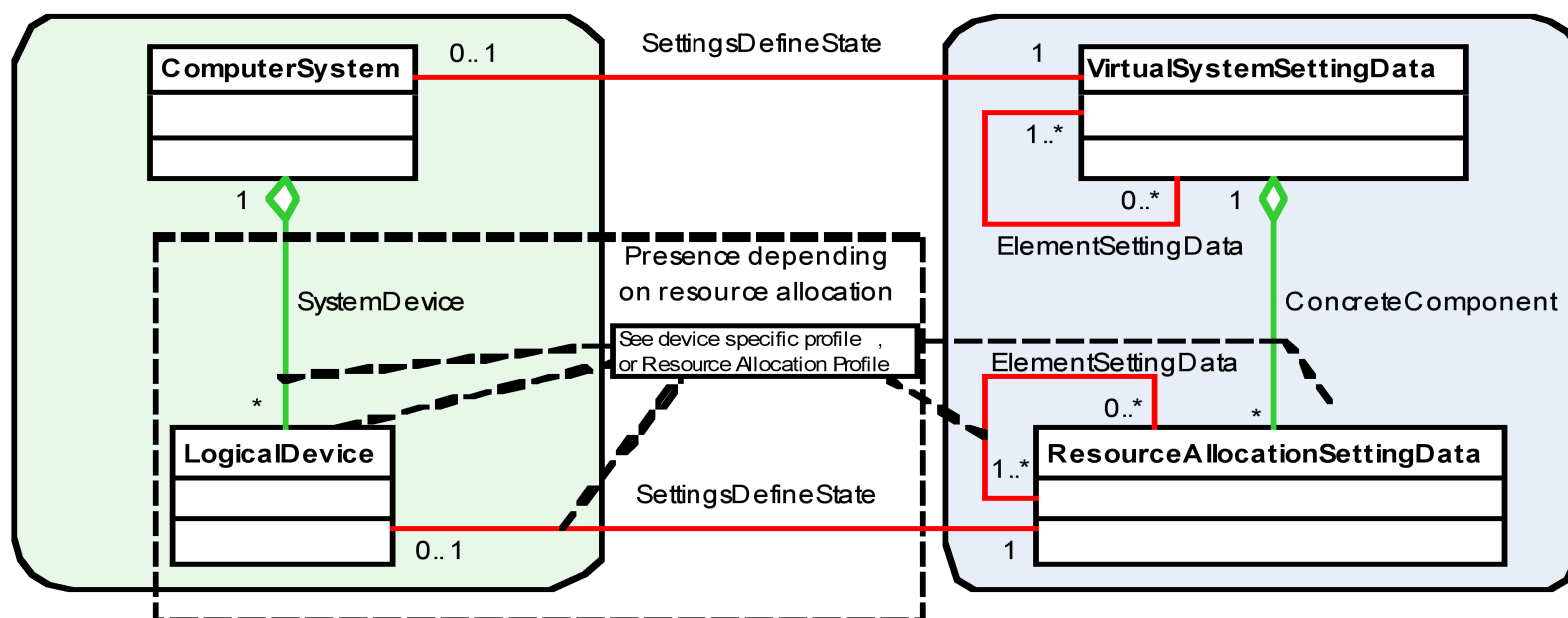 SettingsDefineState
0..1
1
ComputerSystem
VirtualSystemSettingData
1..*
1
0..*
1
ElementSettingData
Presence depending
on resource allocation
SystemDevice
ConcreteComponent
See device specific profile ,
or Resource Allocation Profile
ElementSettingData
*
0..*
*
LogicalDevice
ResourceAllocationSettingData
1..*
SettingsDefineState
0..1
1